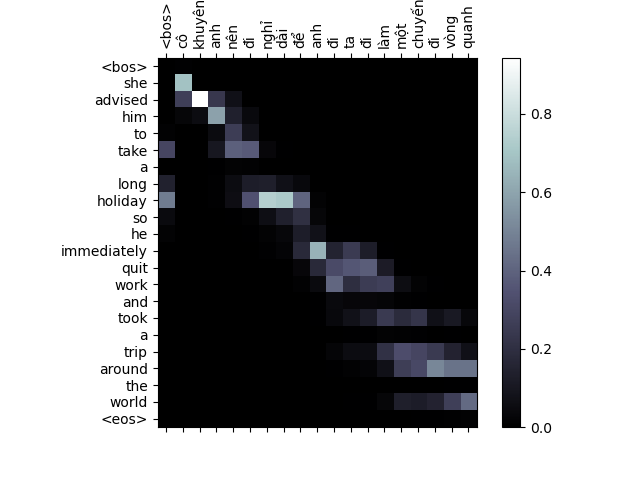 <bos> cô khuyên anh nên đi nghỉ dài để anh đi ta đi làm một chuyến đi vòng quanh
<bos>
she
advised
him
to
take
a
long
holiday
so
he
immediately
quit
work
and
took
a
trip
around
the
world
<eos>
0.8
0.6
0.4
0.2
0.0